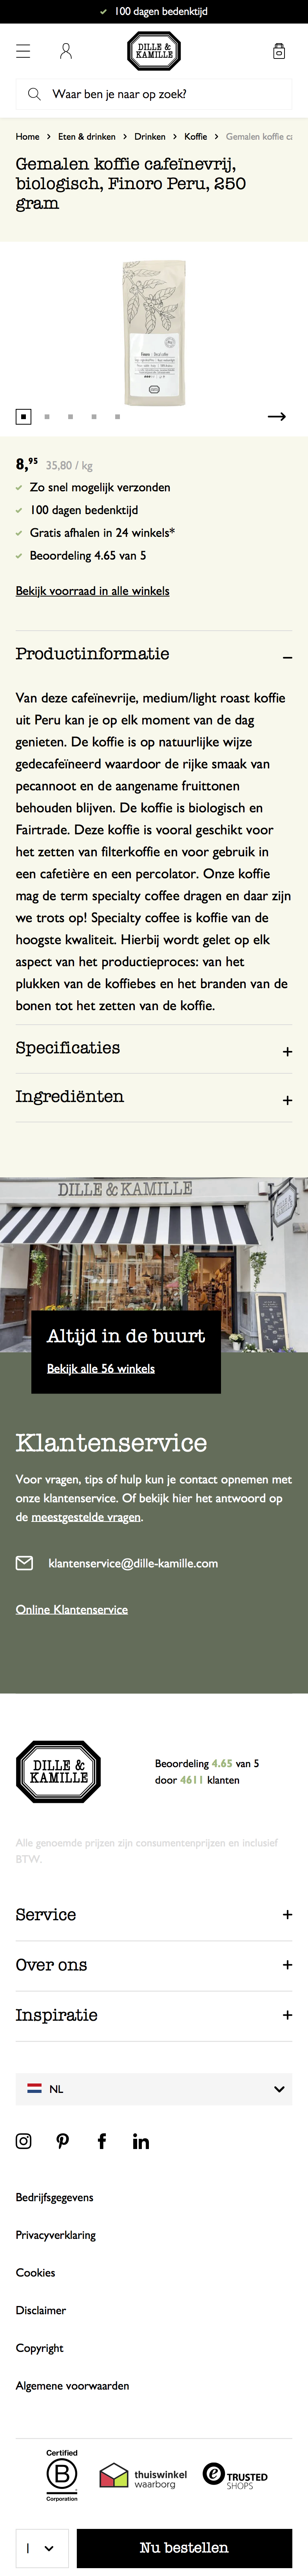 100 dagen bedenktijd
DILLE &
KAMILLE
Waar ben je naar op zoek?
Home > Eten & drinken > Drinken > Koffie > Gemalen koffie ca
Gemalen koffie cafeïnevrij,
biologisch, Finoro Peru, 250
gram
8,95 35,80 / kg
Zo snel mogelijk verzonden
100 dagen bedenktijd
Gratis afhalen in 24 winkels*
Beoordeling 4.65 van 5
Bekijk voorraad in alle winkels
Productinformatie
Van deze cafeïnevrije, medium/light roast koffie
uit Peru kan je op elk moment van de dag
genieten. De koffie is op natuurlijke wijze
gedecafeïneerd waardoor de rijke smaak van
pecannoot en de aangename fruittonen
behouden blijven. De koffie is biologisch en
Fairtrade. Deze koffie is vooral geschikt voor
het zetten van filterkoffie en voor gebruik in
een cafetière en een percolator. Onze koffie
mag de term specialty coffee dragen en daar zijn
we trots op! Specialty coffee is koffie van de
hoogste kwaliteit. Hierbij wordt gelet op elk
aspect van het productieproces: van het
plukken van de koffiebes en het branden van de
bonen tot het zetten van de koffie.
Specificaties
Ingrediënten
DILLE & KAMILLE
Altijd in de buurt
Bekijk alle 56 winkels
Klantenservice
Voor vragen, tips of hulp kun je contact opnemen met
onze klantenservice. Of bekijk hier het antwoord op
de meestgestelde vragen.
klantenservice@dille-kamille.com
Online Klantenservice
DILLE &
KAMILLE
Beoordeling 4.65 van 5
door 4611 klanten
Alle genoemde prijzen zijn consumentenprijzen en inclusief
BTW.
Service
Over ons
Inspiratie
NL
Bedrijfsgegevens
Privacyverklaring
Cookies
Disclaimer
Copyright
Algemene voorwaarden
Certified
B
Corporation
thuiswinkel
waarborg
e TRUSTED
SHOPS
1
Nu bestellen